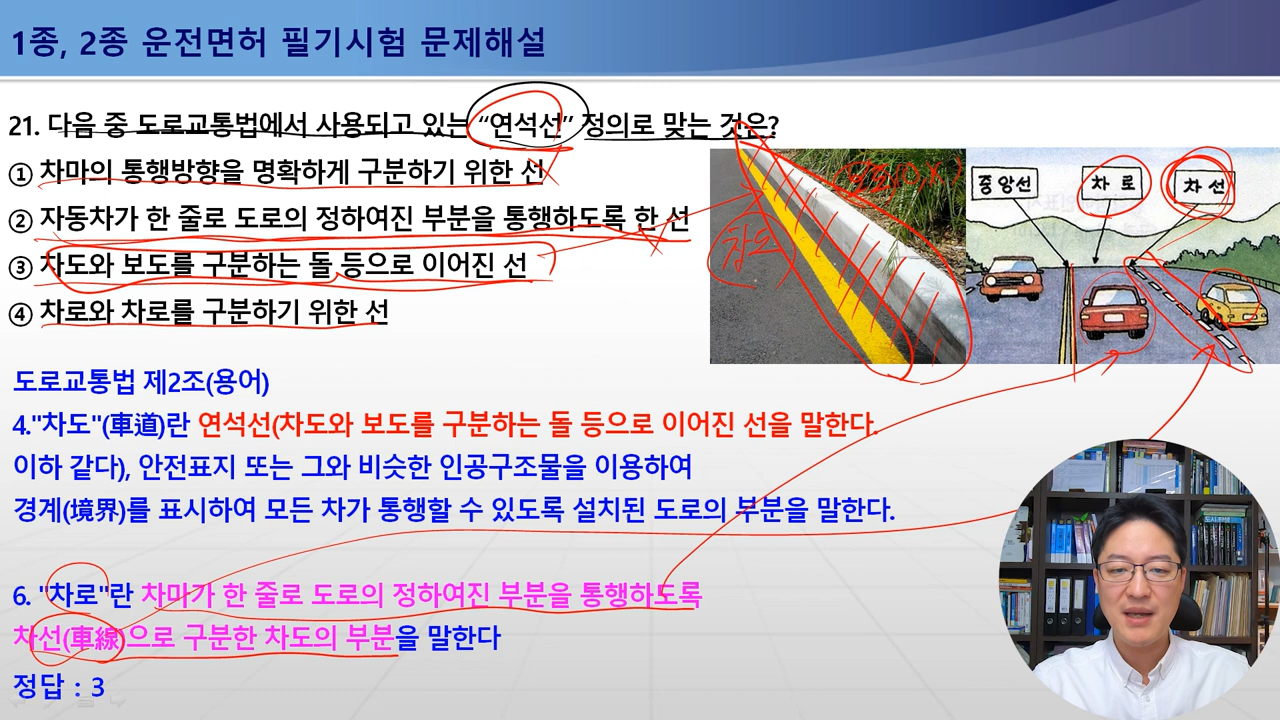 1종, 2종 운전면허 필기시험 문제해설
21. 다음 중 도로교통법에서 사용되고 있는 “연석선” 정의로 맞는 것은?
① 차마의 통행방향을 명확하게 구분하기 위한 선
② 자동차가 한 줄로 도로의 정하여진 부분을 통행하도록 한 선
③ 차도와 보도를 구분하는 돌 등으로 이어진 선
④ 차로와 차로를 구분하기 위한 선
차도
중앙선
차 로
차 선
도로교통법 제2조(용어)
4."차도"(車道)란 연석선(차도와 보도를 구분하는 돌 등으로 이어진 선을 말한다.
이하 같다), 안전표지 또는 그와 비슷한 인공구조물을 이용하여
경계(境界)를 표시하여 모든 차가 통행할 수 있도록 설치된 도로의 부분을 말한다.
6. "차로"란 차마가 한 줄로 도로의 정하여진 부분을 통행하도록
차선(車線)으로 구분한 차도의 부분을 말한다
정답 : 3